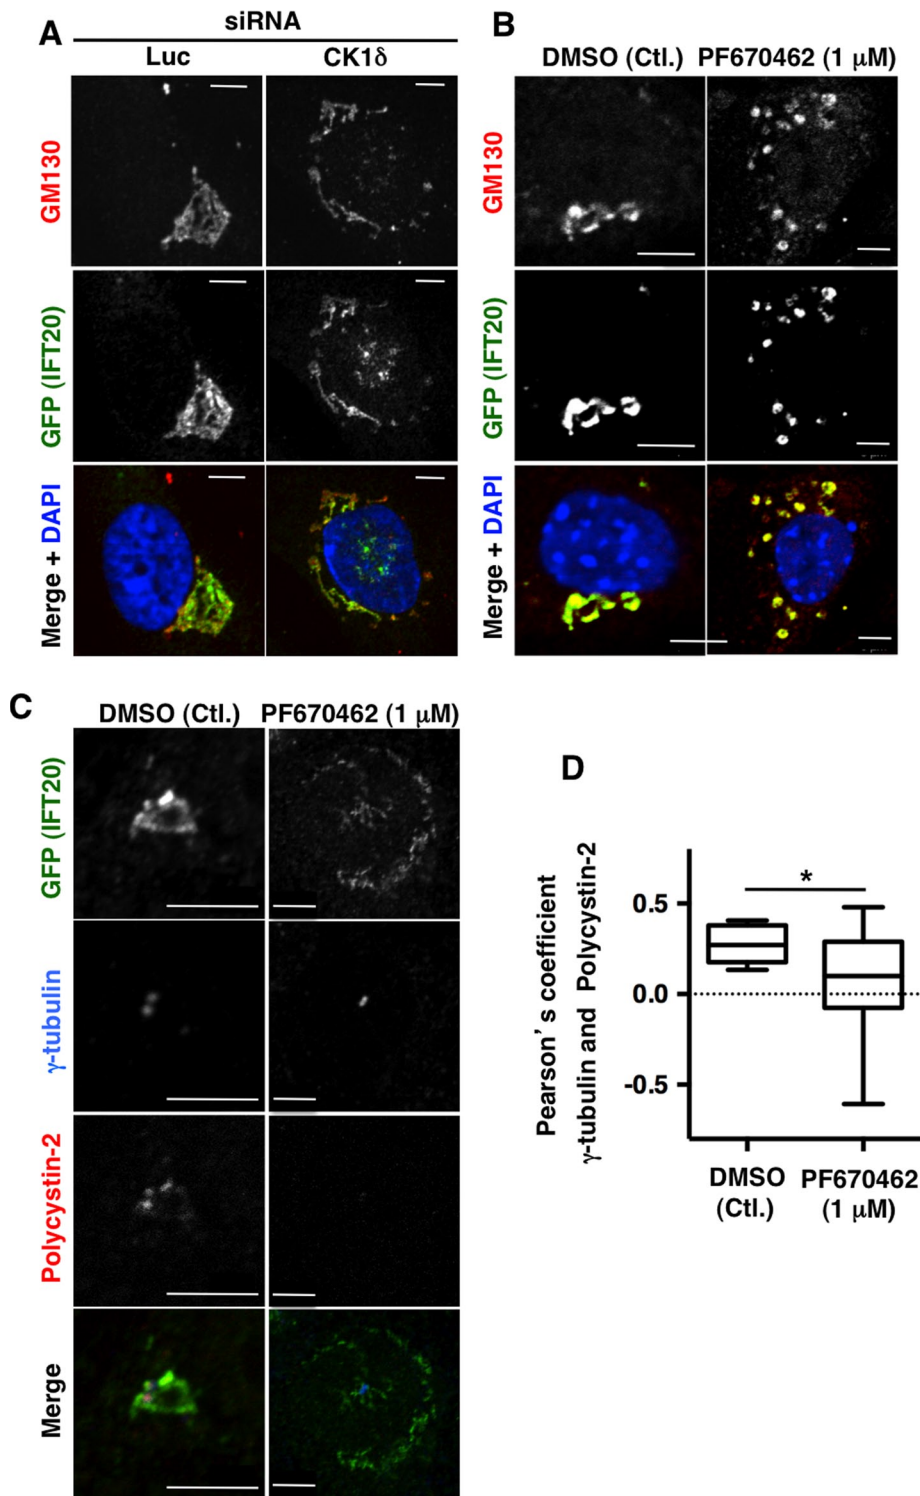 A
siRNA
Luc
CK1δ
GM130
GFP (IFT20)
Merge + DAPI
B
DMSO (Ctl.)
PF670462 (1 μM)
GM130
GFP (IFT20)
Merge + DAPI
C
DMSO (Ctl.)
PF670462 (1 μM)
GFP (IFT20)
γ-tubulin
Polycystin-2
Merge
D
Pearson' s coefficient
γ-tubulin and Polycystin-2
*
0.5
0.0
-0.5
DMSO
(Ctl.)
PF670462
(1 μM)